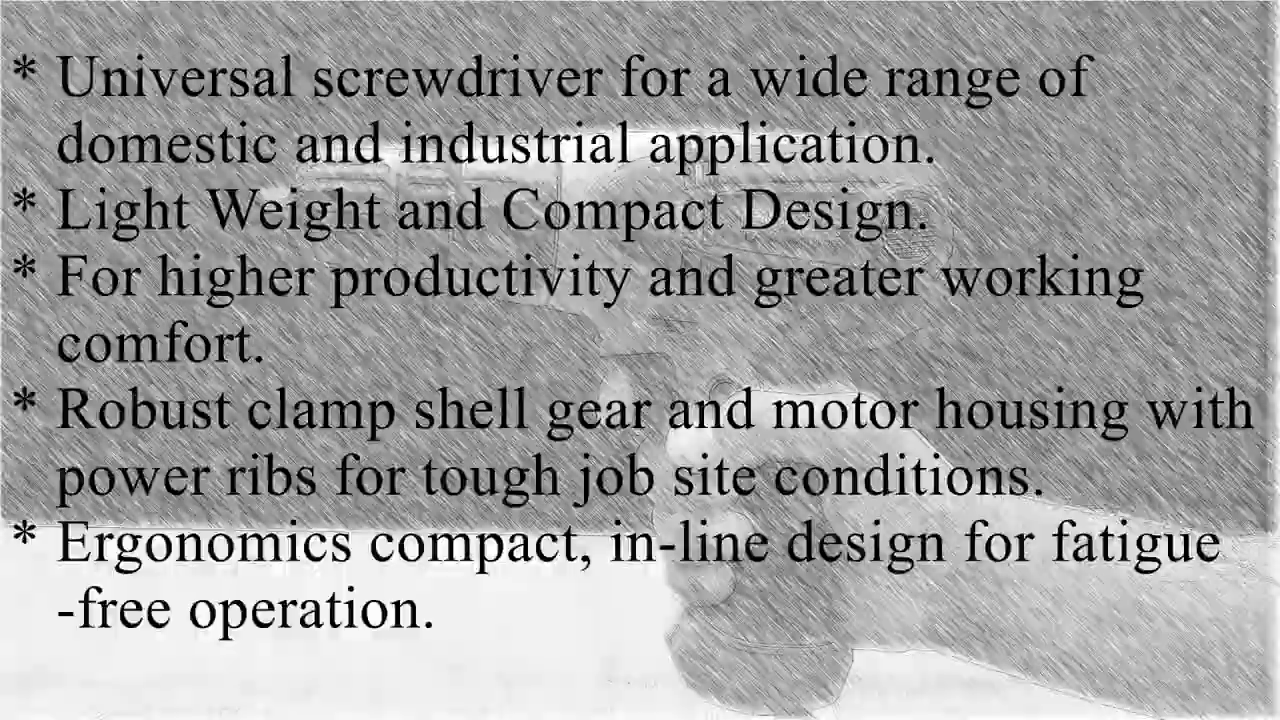 * Universal screwdriver for a wide range of
domestic and industrial application.
* Light Weight and Compact Design.
* For higher productivity and greater working
comfort.
* Robust clamp shell gear and motor housing with
power ribs for tough job site conditions.
* Ergonomics compact, in-line design for fatigue
-free operation.